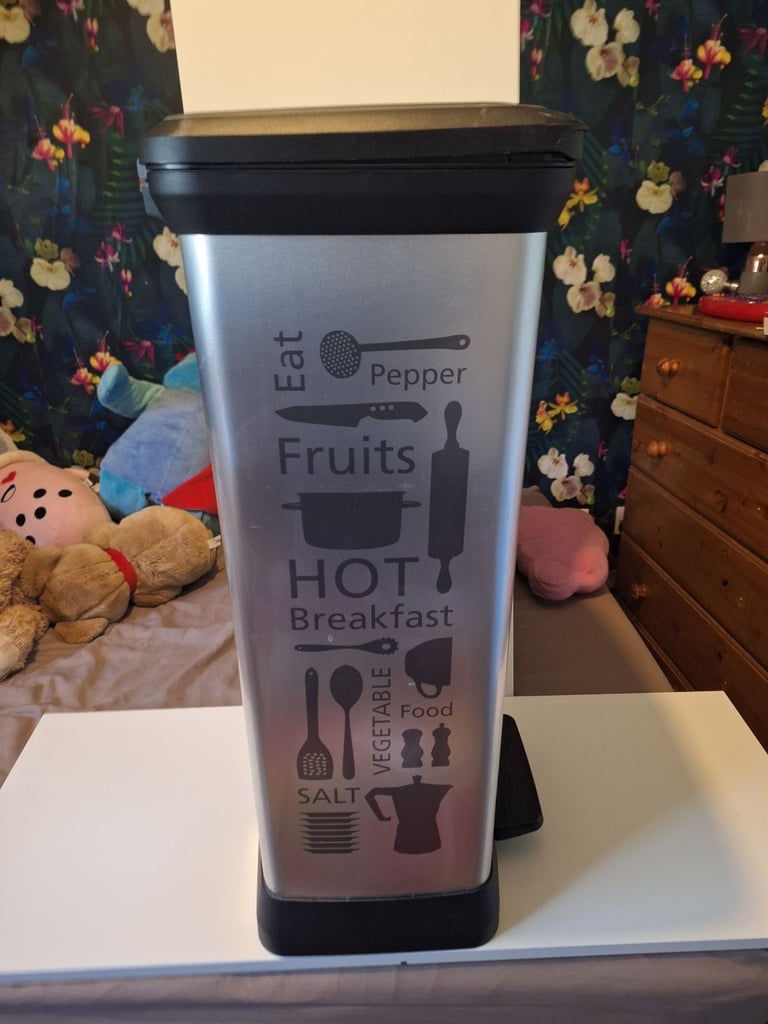 Eat
Pepper
Fruits
HOT
Breakfast
VEGETABLE
Food
SALT